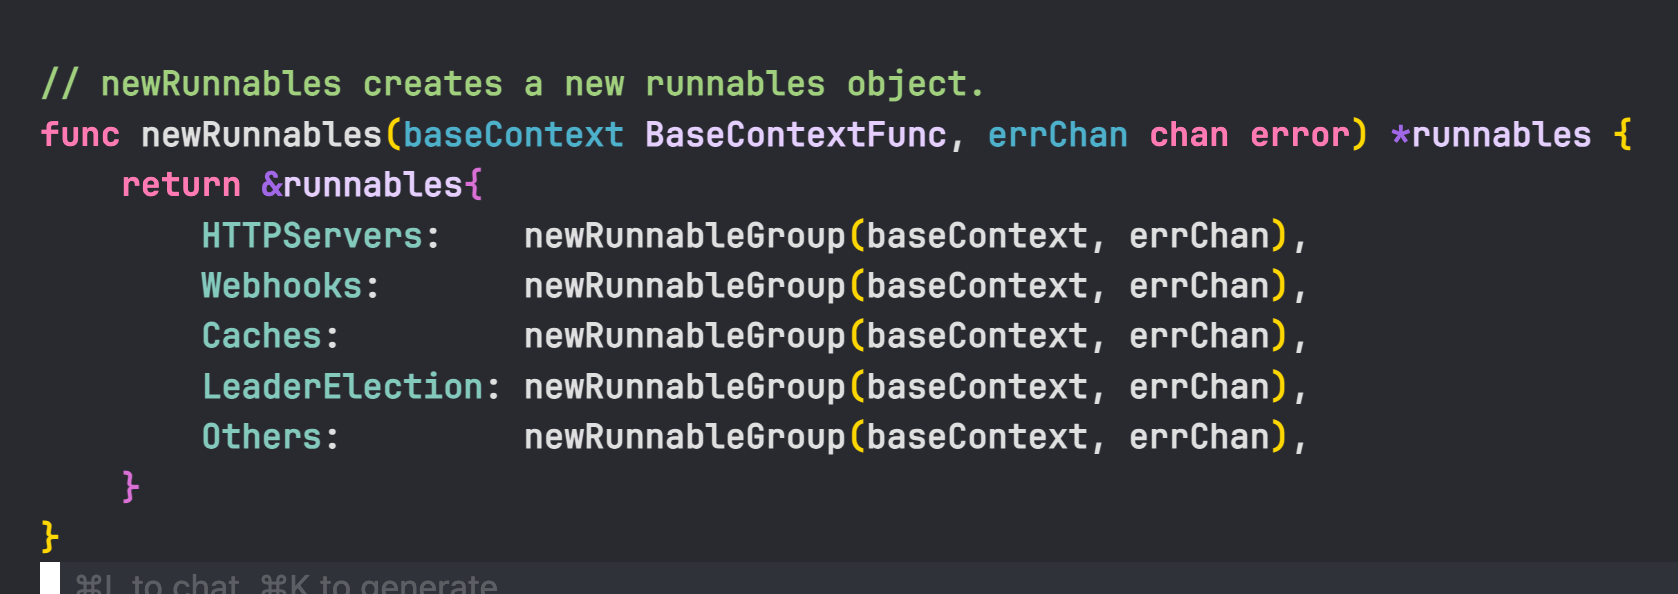 // newRunnables creates a new runnables object.
func newRunnables(baseContext BaseContextFunc, errChan chan error) *runnables {
    return &runnables{
        HTTPServers:    newRunnableGroup(baseContext, errChan),
        Webhooks:       newRunnableGroup(baseContext, errChan),
        Caches:         newRunnableGroup(baseContext, errChan),
        LeaderElection: newRunnableGroup(baseContext, errChan),
        Others:         newRunnableGroup(baseContext, errChan),
    }
}
⌘L to chat, ⌘K to generate